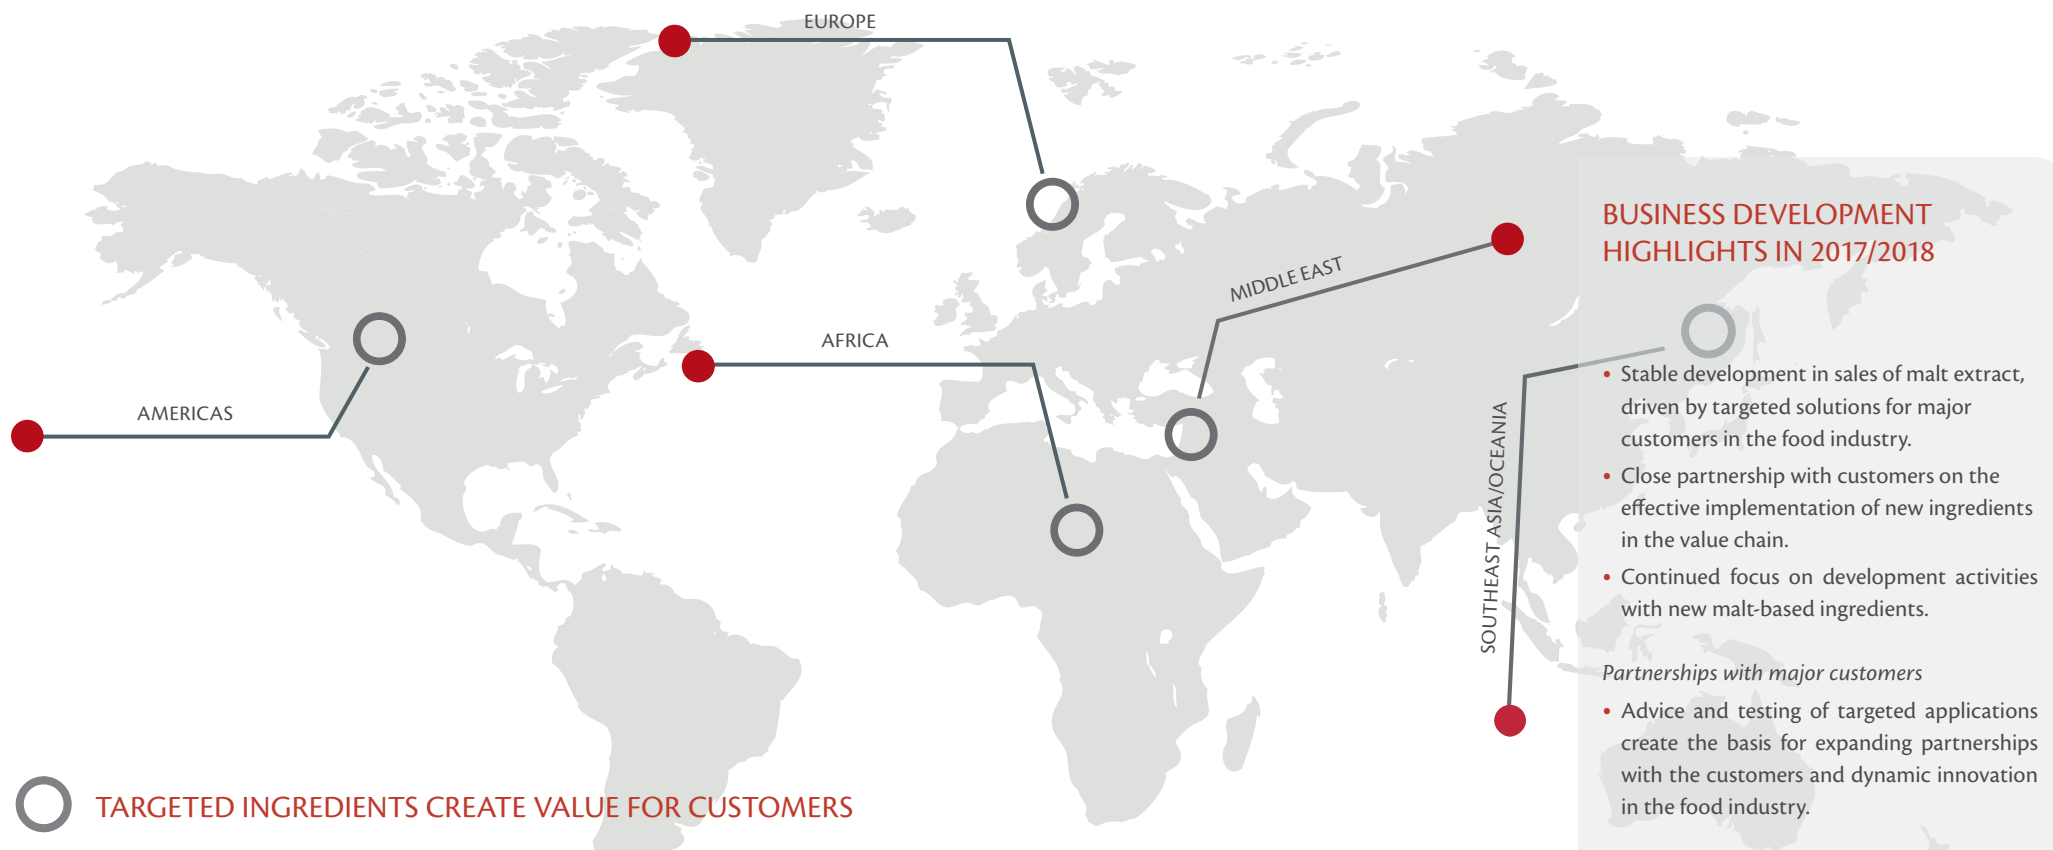 EUROPE
MIDDLE EAST
AFRICA
AMERICAS
SOUTHEAST ASIA/OCEANIA
TARGETED INGREDIENTS CREATE VALUE FOR CUSTOMERS
BUSINESS DEVELOPMENT
HIGHLIGHTS IN 2017/2018
• Stable development in sales of malt extract,
driven by targeted solutions for major
customers in the food industry.
• Close partnership with customers on the
effective implementation of new ingredients
in the value chain.
• Continued focus on development activities
with new malt-based ingredients.
Partnerships with major customers
• Advice and testing of targeted applications
create the basis for expanding partnerships
with the customers and dynamic innovation
in the food industry.